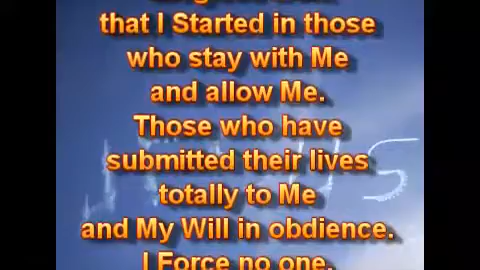 that I Started in those
who stay with Me
and allow Me.
Those who have
submitted their lives
totally to Me
and My Will in obdience.
I Force no one.